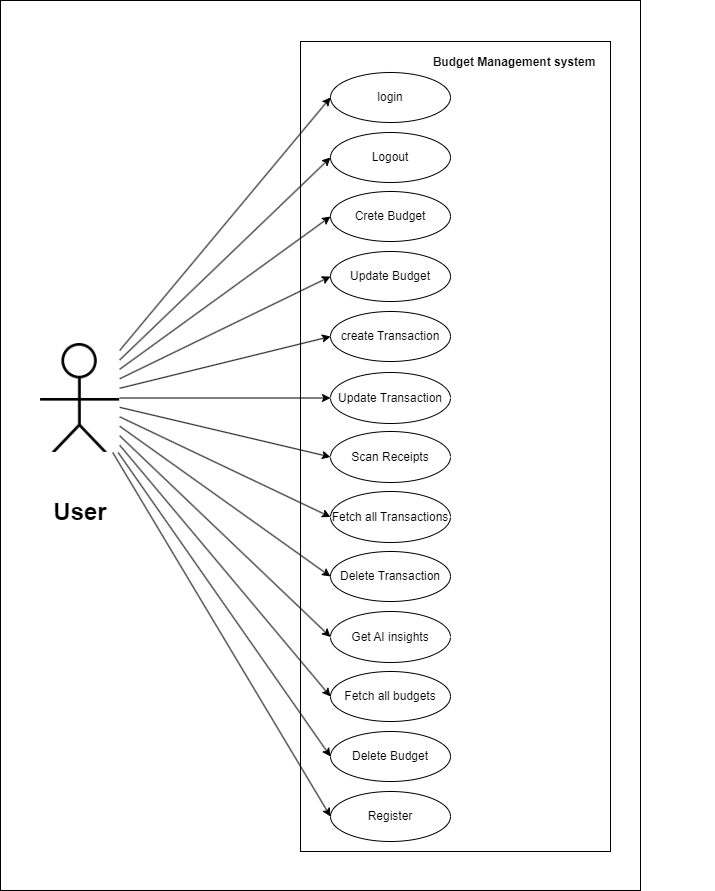 Budget Management system
login
Logout
Crete Budget
Update Budget
create Transaction
Update Transaction
Scan Receipts
Fetch all Transactions
Delete Transaction
Get AI insights
Fetch all budgets
Delete Budget
Register
User